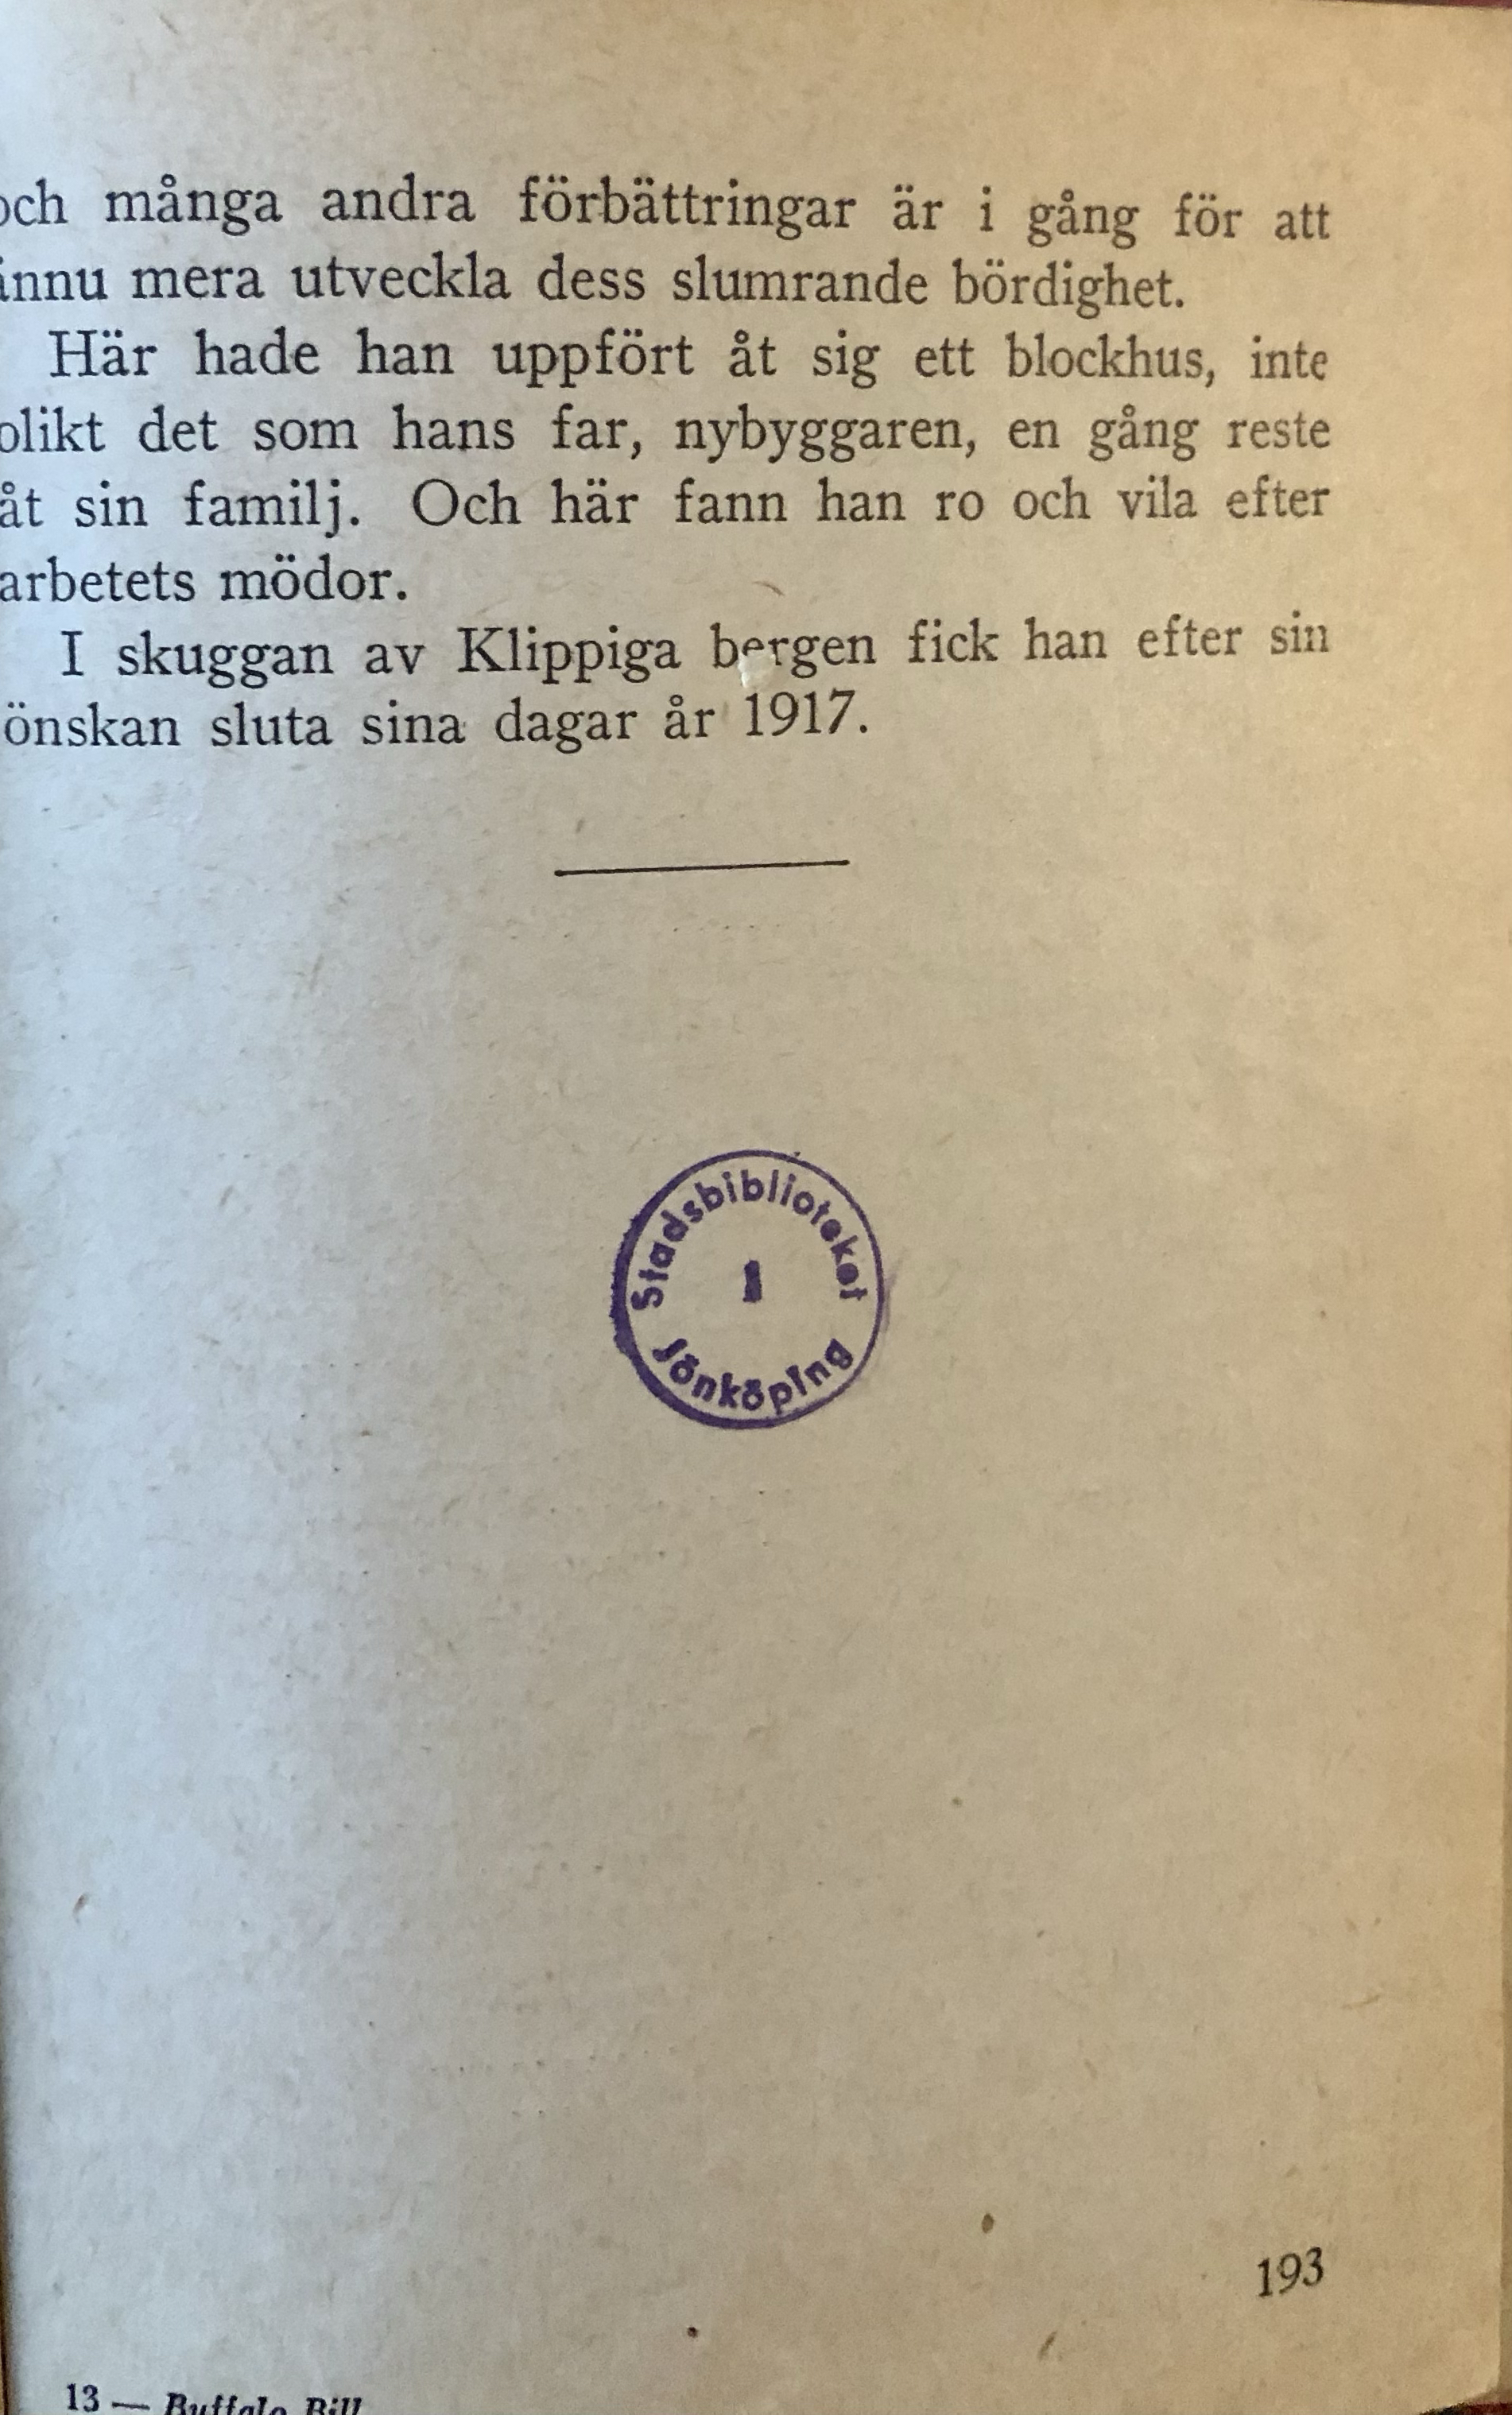 och många andra förbättringar är i gång för att
ännu mera utveckla dess slumrande bördighet.
Här hade han uppfört åt sig ett blockhus, inte
olikt det som hans far, nybyggaren, en gång reste
åt sin familj. Och här fann han ro och vila efter
arbetets mödor.
I skuggan av Klippiga bergen fick han efter sin
önskan sluta sina dagar år 1917.
Stadsbiblioteket
1
Jönköping
193
13 — Buffalo Bill